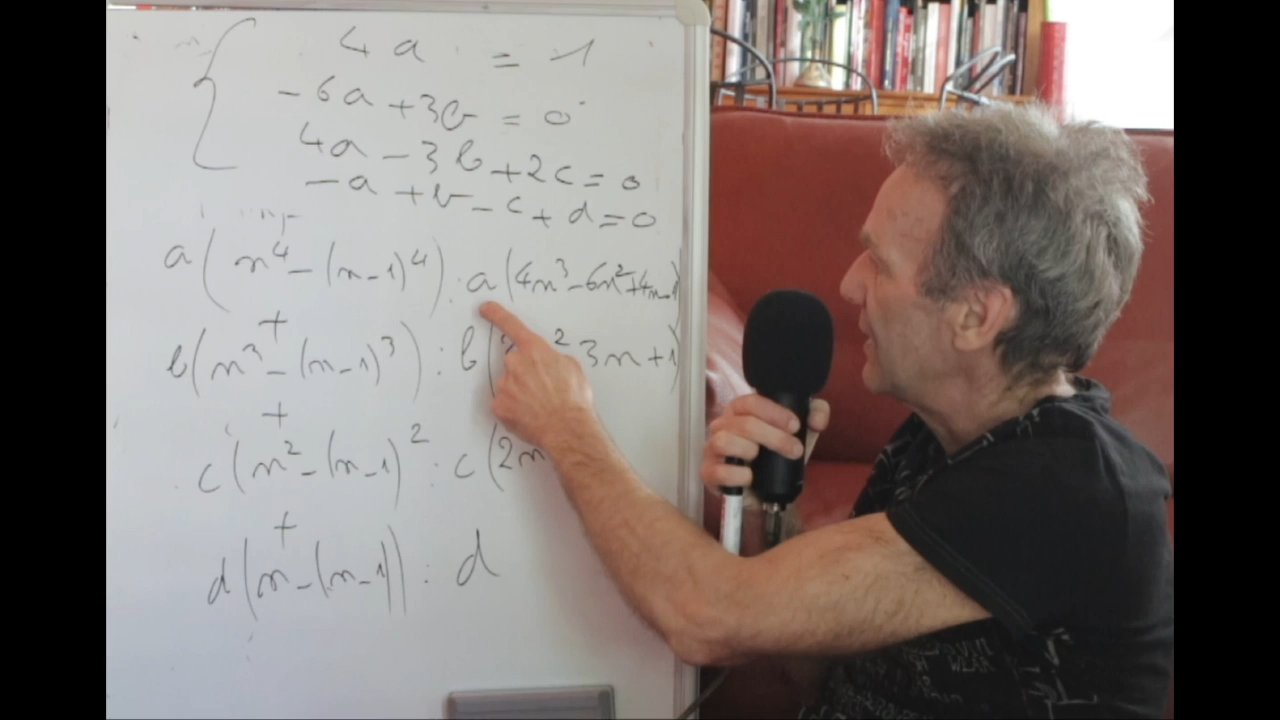 4a = 1
-6a + 3b = 0
4a - 3b + 2c = 0
-a + b - c + d = 0
a(n⁴ - (n-1)⁴) : a(4n³ - 6n² + 4n - 1)
+
b(n³ - (n-1)³) : b( ² 3n + 1)
+
c(n² - (n-1)² : c(2n
+
d(n - (n-1)) : d